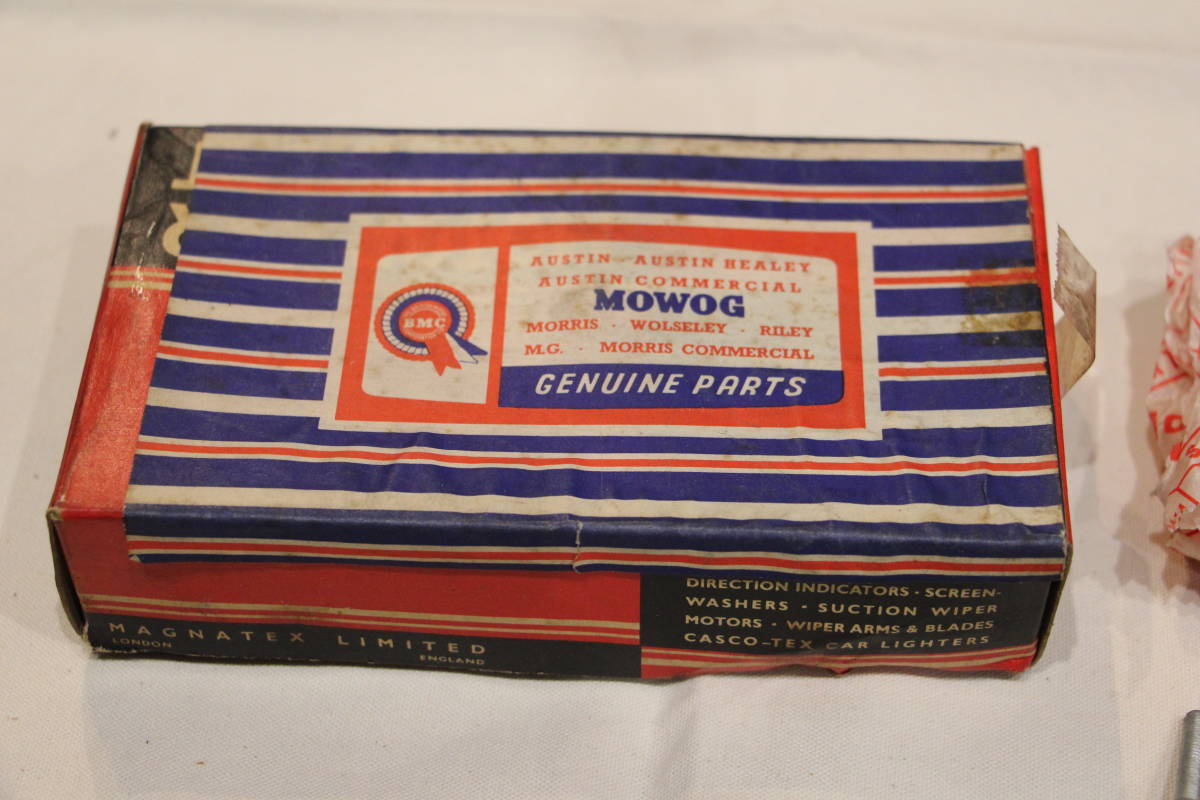 AUSTIN · AUSTIN HEALEY
AUSTIN COMMERCIAL
MOWOG
MORRIS · WOLSELEY · RILEY
M.G. · MORRIS COMMERCIAL
GENUINE PARTS
BMC
DIRECTION INDICATORS · SCREEN-
WASHERS · SUCTION WIPER
MOTORS · WIPER ARMS & BLADES
CASCO-TEX CAR LIGHTERS
MAGNATEX LIMITED
LONDON ENGLAND